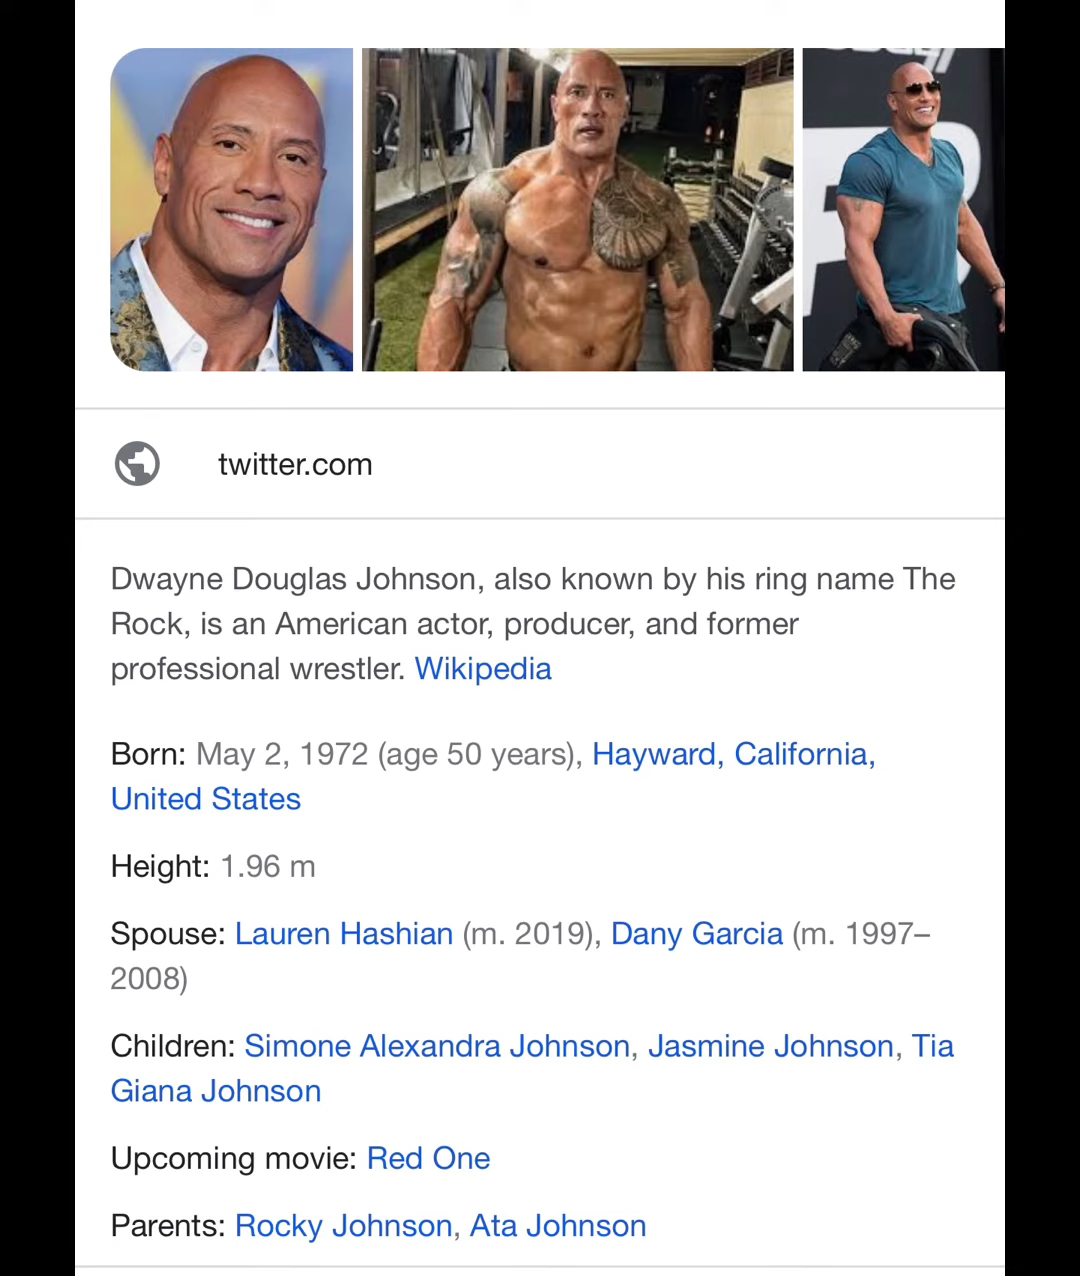 twitter.com
Dwayne Douglas Johnson, also known by his ring name The
Rock, is an American actor, producer, and former
professional wrestler. Wikipedia
Born: May 2, 1972 (age 50 years), Hayward, California,
United States
Height: 1.96 m
Spouse: Lauren Hashian (m. 2019), Dany Garcia (m. 1997–
2008)
Children: Simone Alexandra Johnson, Jasmine Johnson, Tia
Giana Johnson
Upcoming movie: Red One
Parents: Rocky Johnson, Ata Johnson